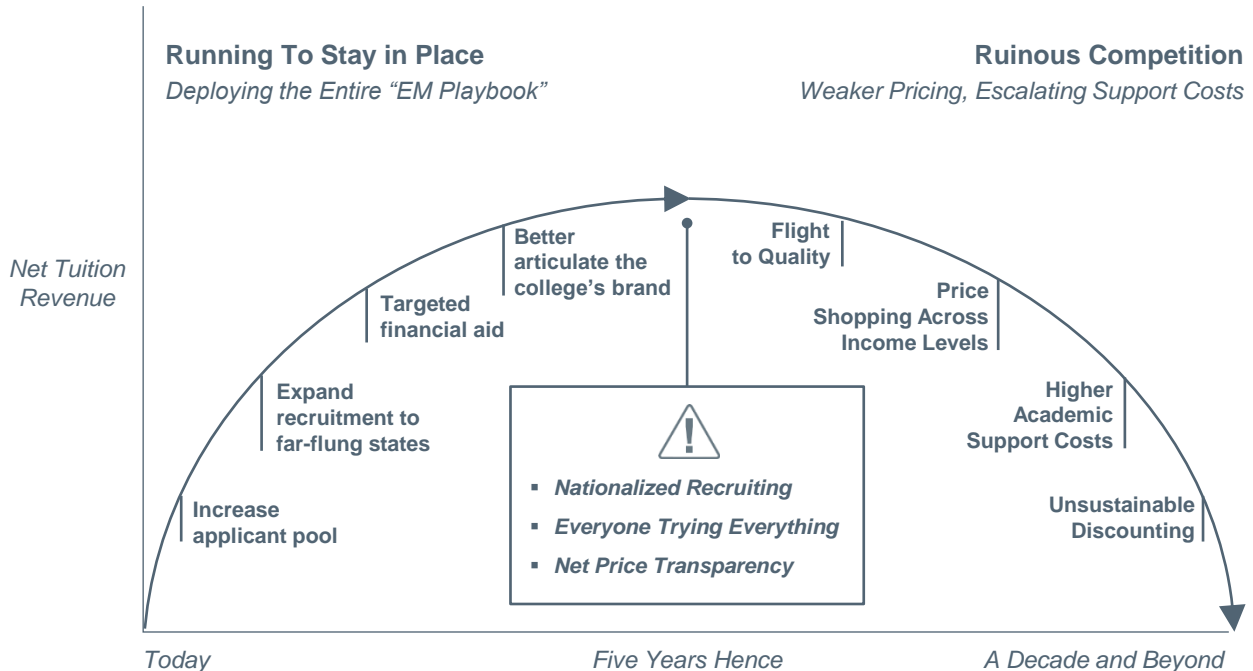 Running To Stay in Place
Deploying the Entire “EM Playbook”
Ruinous Competition
Weaker Pricing, Escalating Support Costs
Net Tuition
Revenue
Increase
applicant pool
Expand
recruitment to
far-flung states
Targeted
financial aid
Better
articulate the
college’s brand
Flight
to Quality
Price
Shopping Across
Income Levels
Higher
Academic
Support Costs
Unsustainable
Discounting
!
▪ Nationalized Recruiting
▪ Everyone Trying Everything
▪ Net Price Transparency
Today
Five Years Hence
A Decade and Beyond